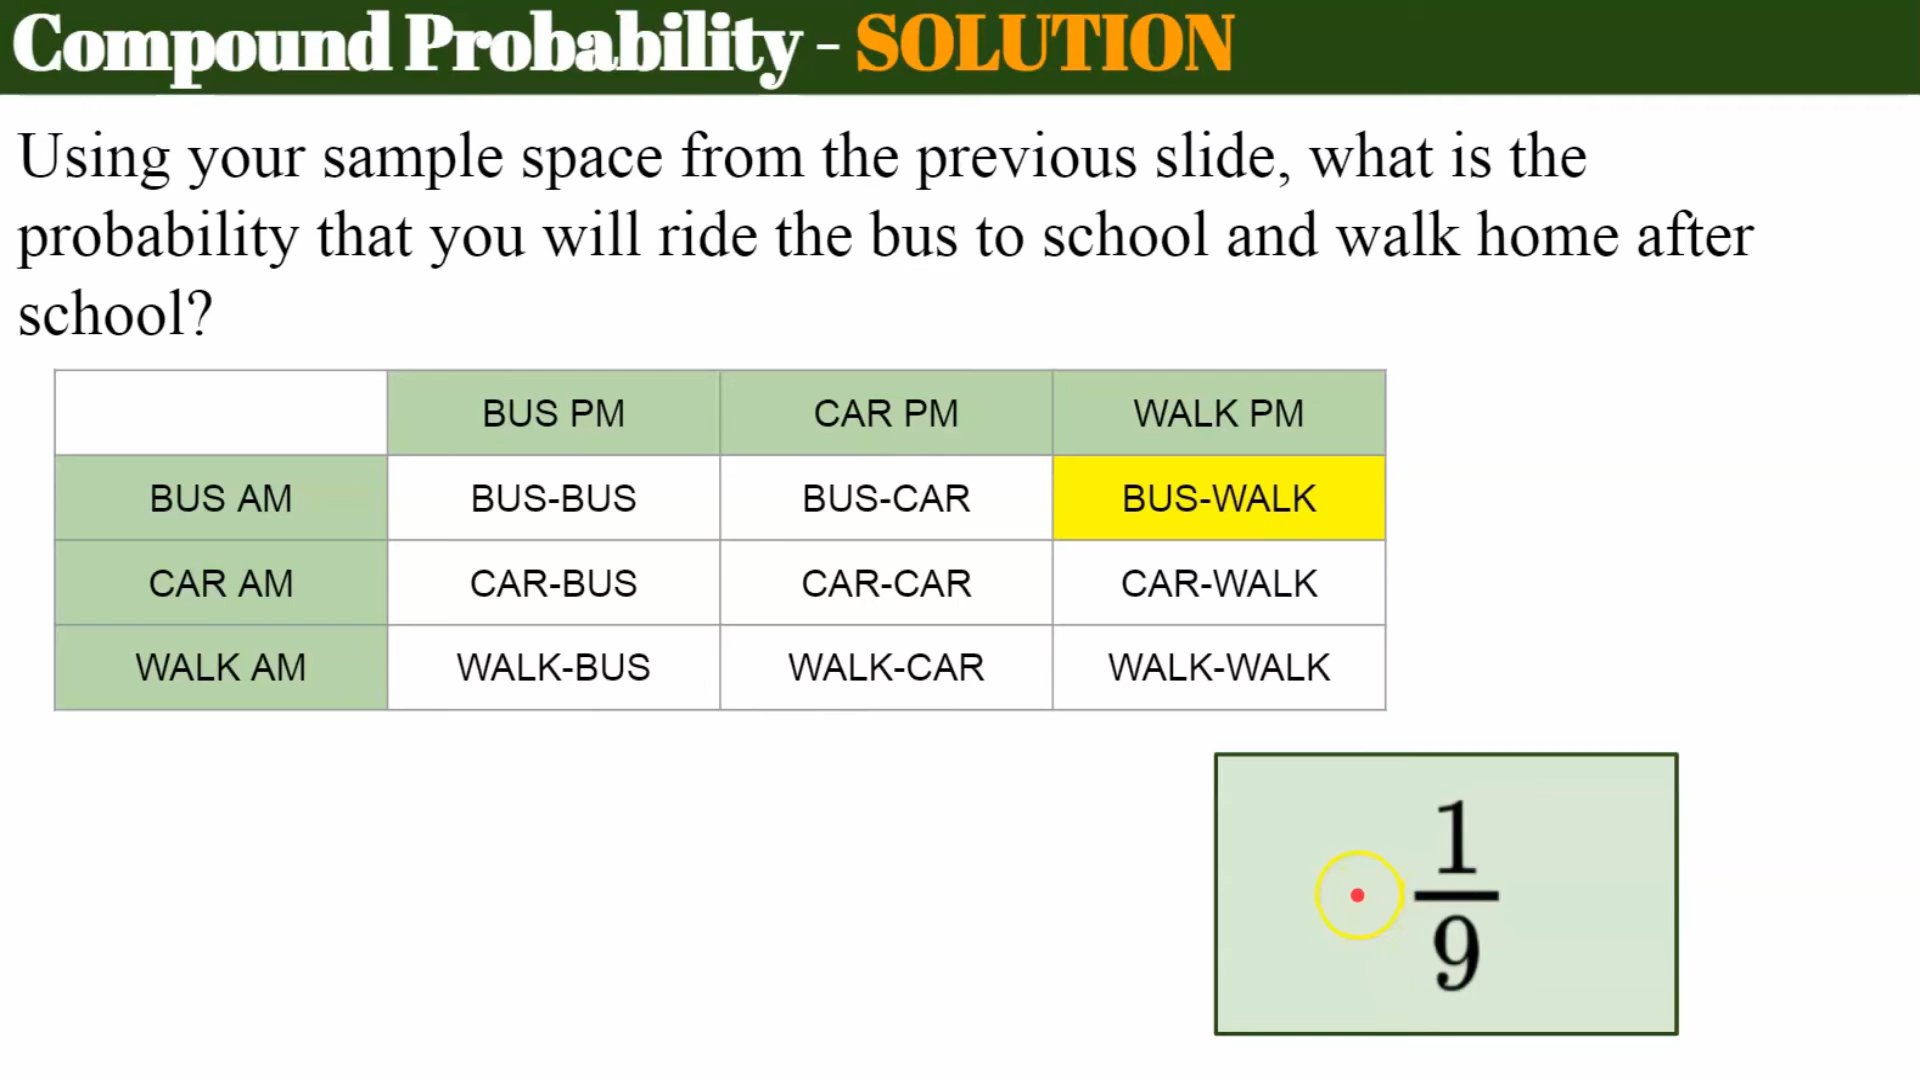 Compound Probability - SOLUTION
Using your sample space from the previous slide, what is the
probability that you will ride the bus to school and walk home after
school?
BUS PM CAR PM WALK PM
BUS AM BUS-BUS BUS-CAR BUS-WALK
CAR AM CAR-BUS CAR-CAR CAR-WALK
WALK AM WALK-BUS WALK-CAR WALK-WALK
1
9